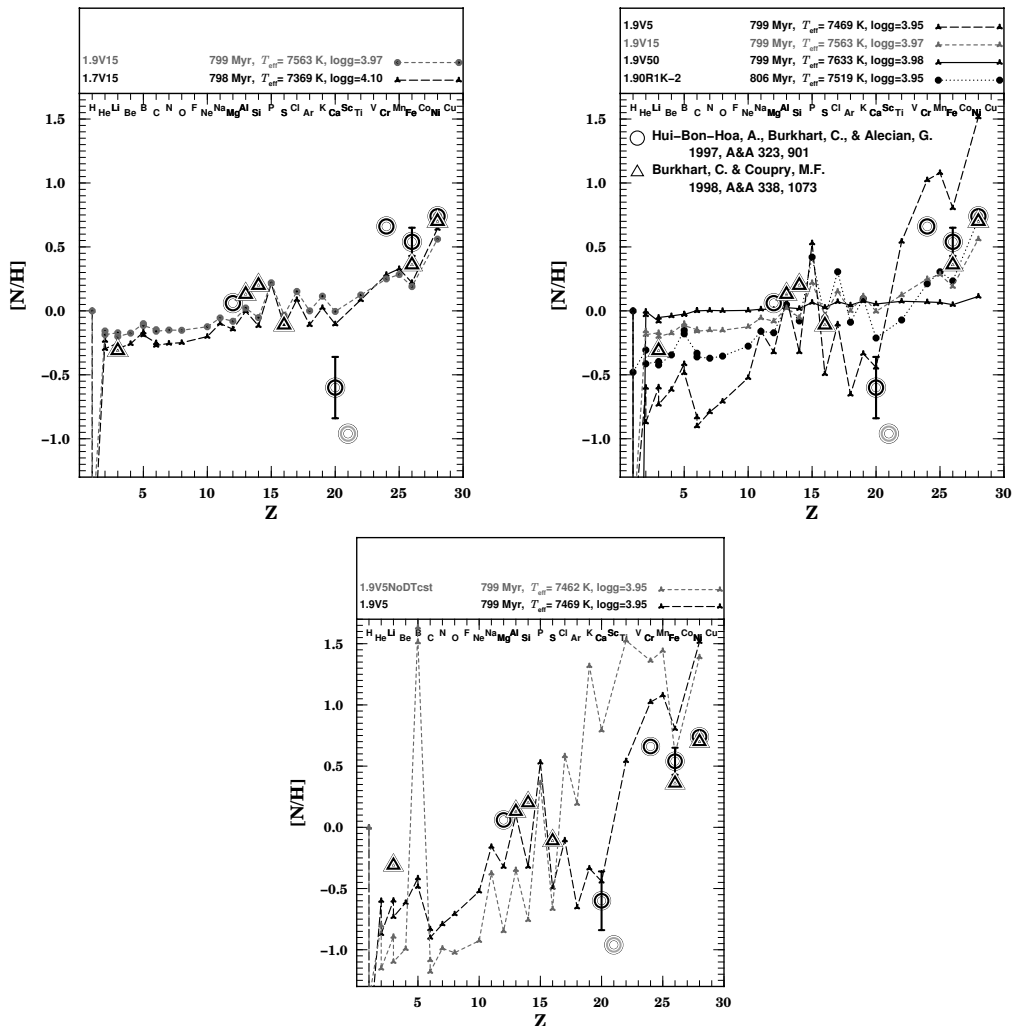 1.9V15 799 Myr, Teff= 7563 K, logg=3.97
1.7V15 798 Myr, Teff= 7369 K, logg=4.10
H He Li Be B C N O F Ne Na Mg Al Si P S Cl Ar K Ca Sc Ti V Cr Mn Fe Co Ni Cu
1.5
1.0
0.5
0.0
−0.5
−1.0
[N/H]
5 10 15 20 25 30
Z
1.9V5 799 Myr, Teff= 7469 K, logg=3.95
1.9V15 799 Myr, Teff= 7563 K, logg=3.97
1.9V50 799 Myr, Teff= 7633 K, logg=3.98
1.90R1K−2 806 Myr, Teff= 7519 K, logg=3.95
H He Li Be B C N O F Ne Na Mg Al Si P S Cl Ar K Ca Sc Ti V Cr Mn Fe Co Ni Cu
Hui−Bon−Hoa, A., Burkhart, C., & Alecian, G.
1997, A&A 323, 901
Burkhart, C. & Coupry, M.F.
1998, A&A 338, 1073
1.5
1.0
0.5
0.0
−0.5
−1.0
[N/H]
5 10 15 20 25 30
Z
1.9V5NoDTcst 799 Myr, Teff= 7462 K, logg=3.95
1.9V5 799 Myr, Teff= 7469 K, logg=3.95
H He Li Be B C N O F Ne Na Mg Al Si P S Cl Ar K Ca Sc Ti V Cr Mn Fe Co Ni Cu
1.5
1.0
0.5
0.0
−0.5
−1.0
[N/H]
5 10 15 20 25 30
Z